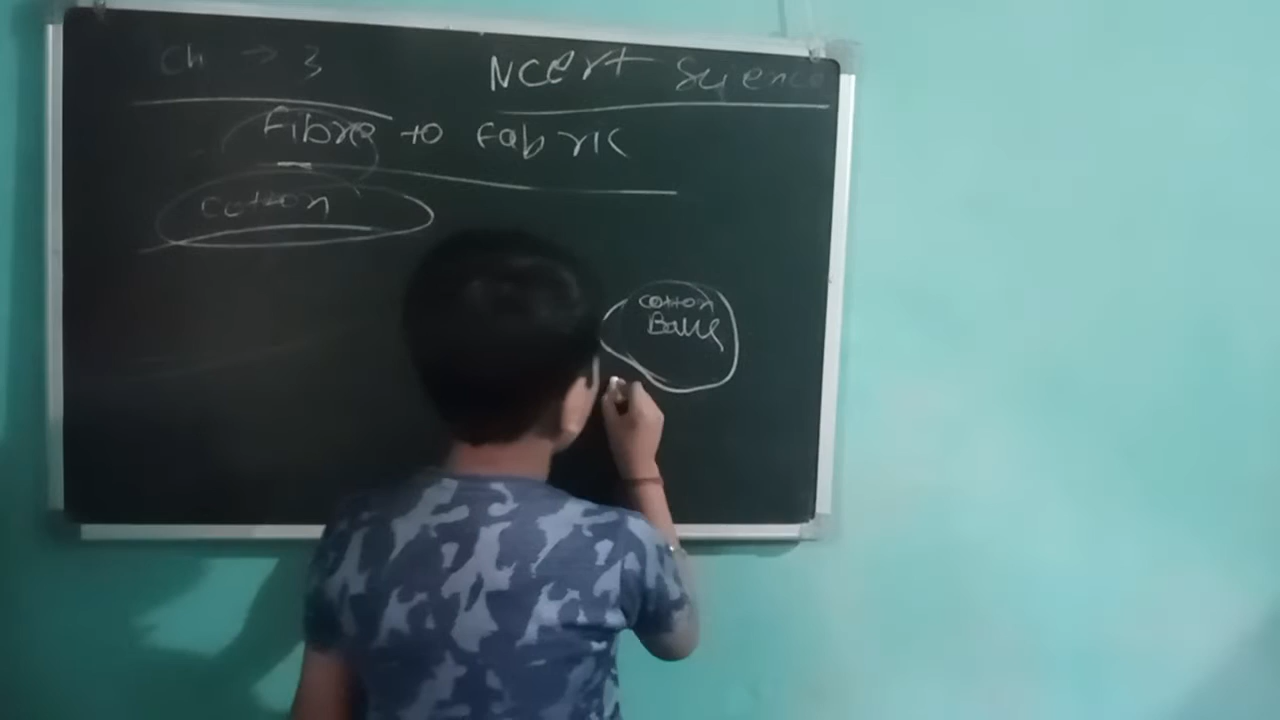 Ch → 3
NCERT Science
Fibre to Fabric
cotton
cotton
Balls